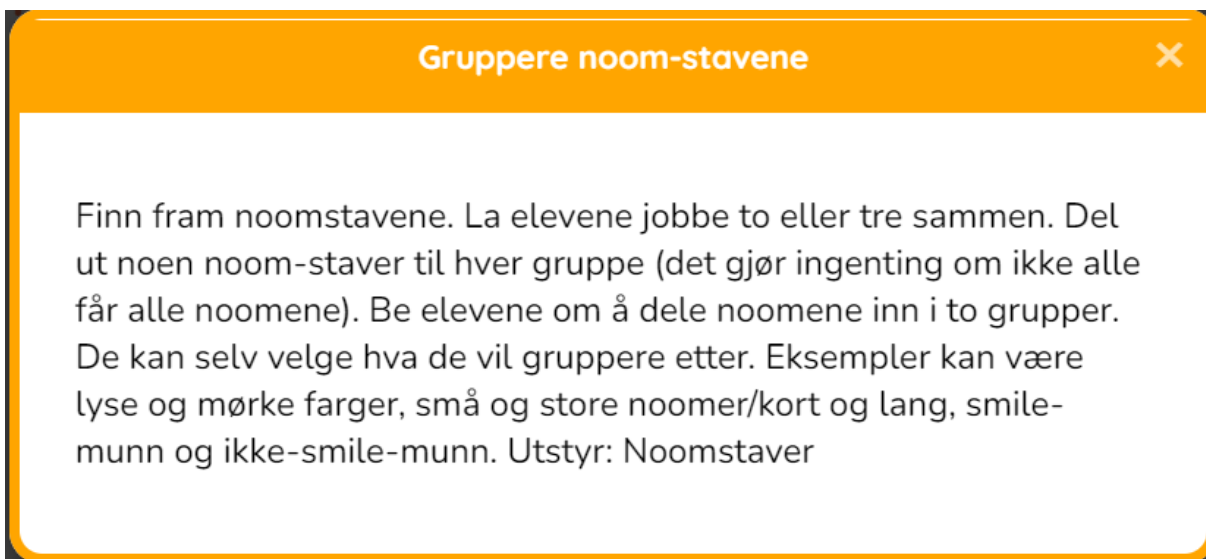 Gruppere noom-stavene ×
Finn fram noomstavene. La elevene jobbe to eller tre sammen. Del
ut noen noom-staver til hver gruppe (det gjør ingenting om ikke alle
får alle noomene). Be elevene om å dele noomene inn i to grupper.
De kan selv velge hva de vil gruppere etter. Eksempler kan være
lyse og mørke farger, små og store noomer/kort og lang, smile-
munn og ikke-smile-munn. Utstyr: Noomstaver